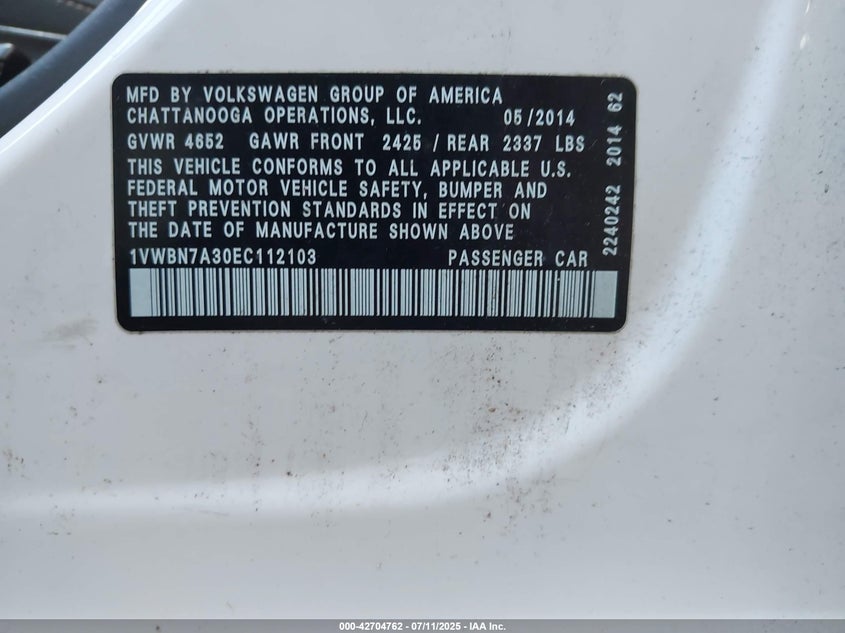 MFD BY VOLKSWAGEN GROUP OF AMERICA
CHATTANOOGA OPERATIONS, LLC. 05/2014
GVWR 4652 GAWR FRONT 2425 / REAR 2337 LBS
THIS VEHICLE CONFORMS TO ALL APPLICABLE U.S.
FEDERAL MOTOR VEHICLE SAFETY, BUMPER AND
THEFT PREVENTION STANDARDS IN EFFECT ON
THE DATE OF MANUFACTURE SHOWN ABOVE
1VWBN7A30EC112103 PASSENGER CAR
2240242 2014 62
000-42704762 - 07/11/2025 - IAA Inc.